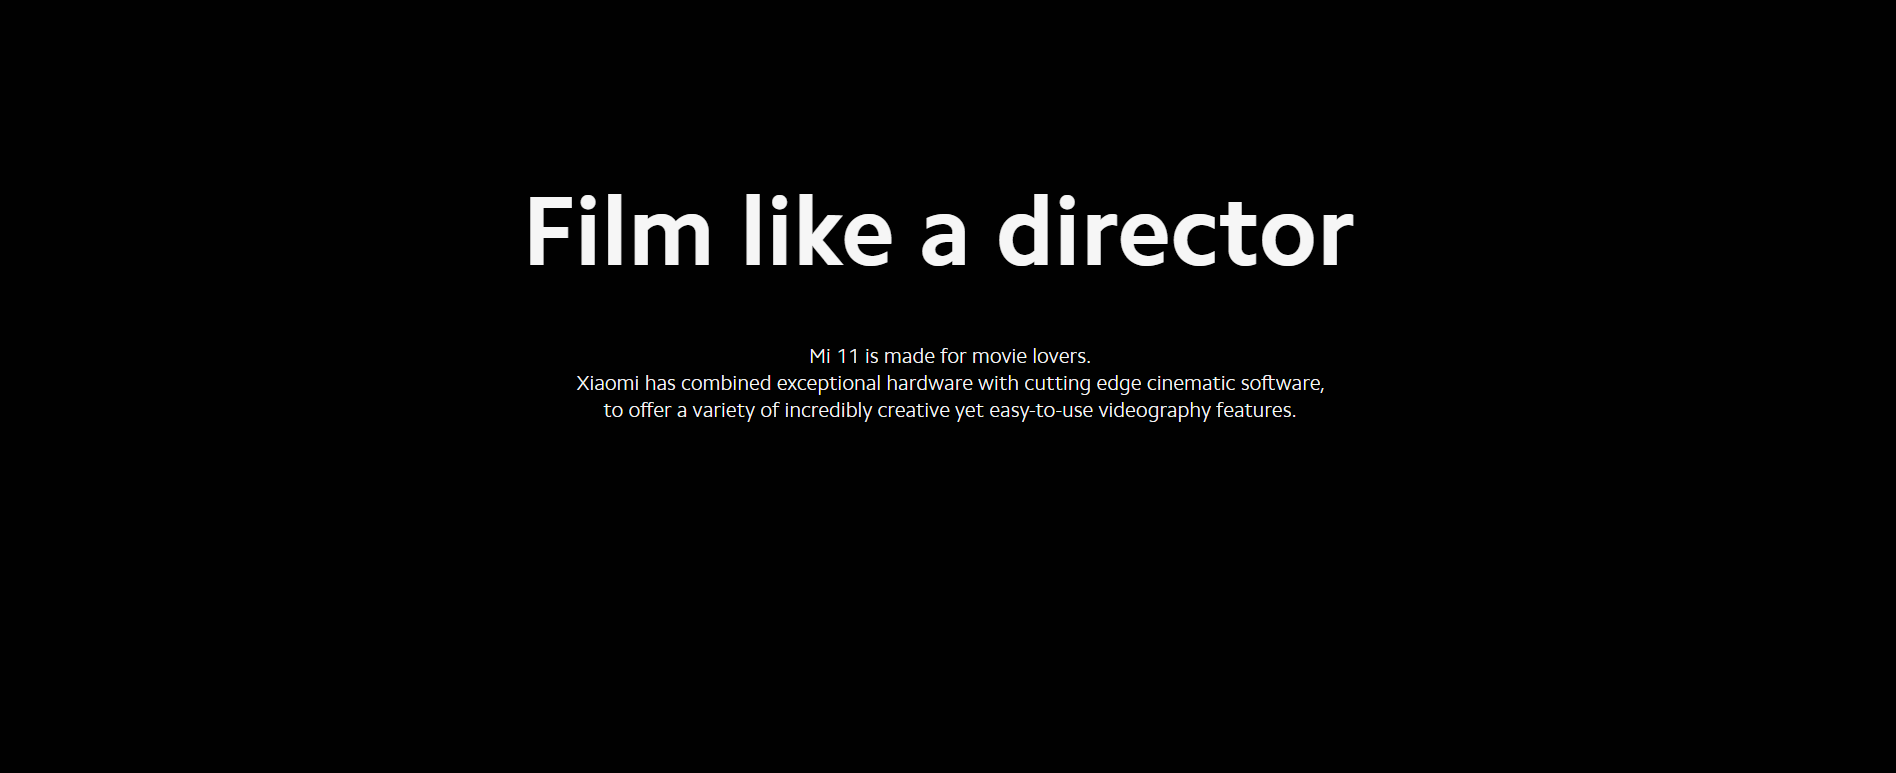 Film like a director
Mi 11 is made for movie lovers.
Xiaomi has combined exceptional hardware with cutting edge cinematic software,
to offer a variety of incredibly creative yet easy-to-use videography features.